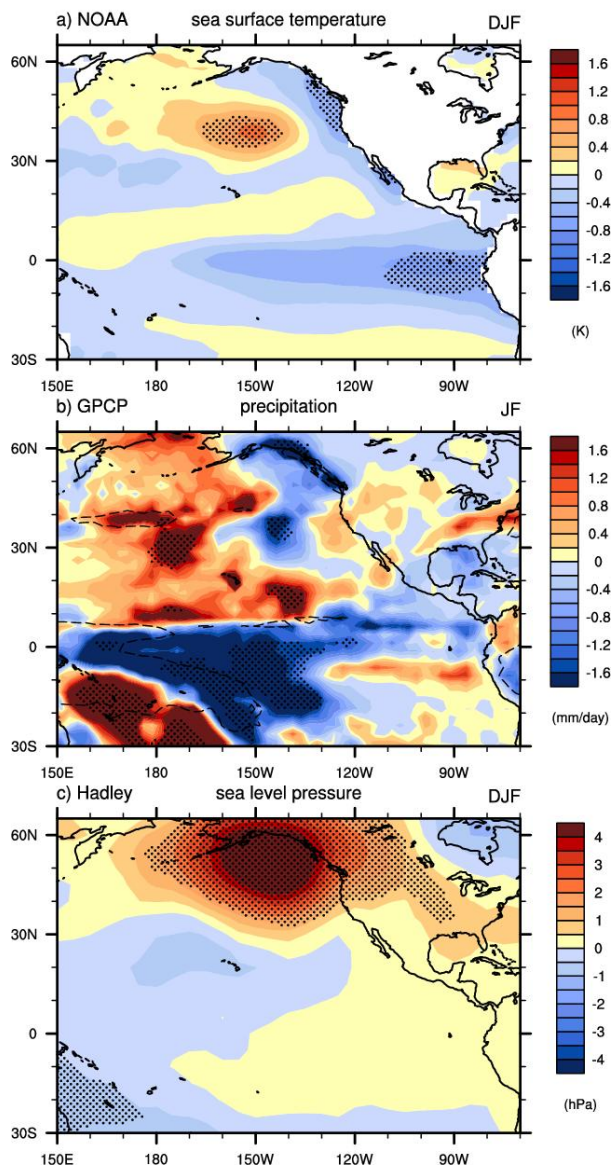 a) NOAA sea surface temperature DJF
60N
30N
0
30S
150E 180 150W 120W 90W
1.6
1.2
0.8
0.4
0
-0.4
-0.8
-1.2
-1.6
(K)
b) GPCP precipitation JF
60N
30N
0
30S
150E 180 150W 120W 90W
1.6
1.2
0.8
0.4
0
-0.4
-0.8
-1.2
-1.6
(mm/day)
c) Hadley sea level pressure DJF
60N
30N
0
30S
150E 180 150W 120W 90W
4
3
2
1
0
-1
-2
-3
-4
(hPa)